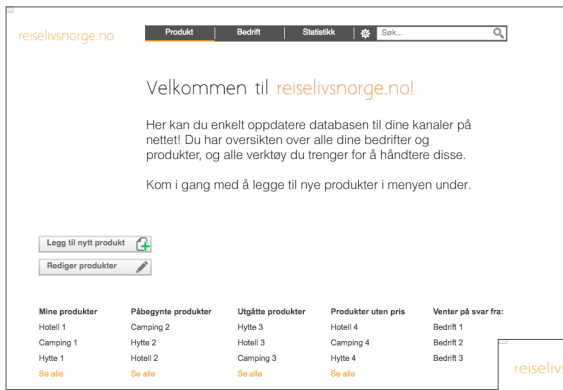 reiselivsnorge.no
Produkt Bedrift Statistikk Søk...
Velkommen til reiselivsnorge.no!
Her kan du enkelt oppdatere databasen til dine kanaler på
nettet! Du har oversikten over alle dine bedrifter og
produkter, og alle verktøy du trenger for å håndtere disse.
Kom i gang med å legge til nye produkter i menyen under.
Legg til nytt produkt
Rediger produkter
Mine produkter Påbegynte produkter Utgåtte produkter Produkter uten pris Venter på svar fra:
Hotell 1 Camping 2 Hytte 3 Hotell 4 Bedrift 1
Camping 1 Hytte 2 Hotell 3 Camping 4 Bedrift 2
Hytte 1 Hotell 2 Camping 3 Hytte 4 Bedrift 3
Se alle Se alle Se alle
reiselivs